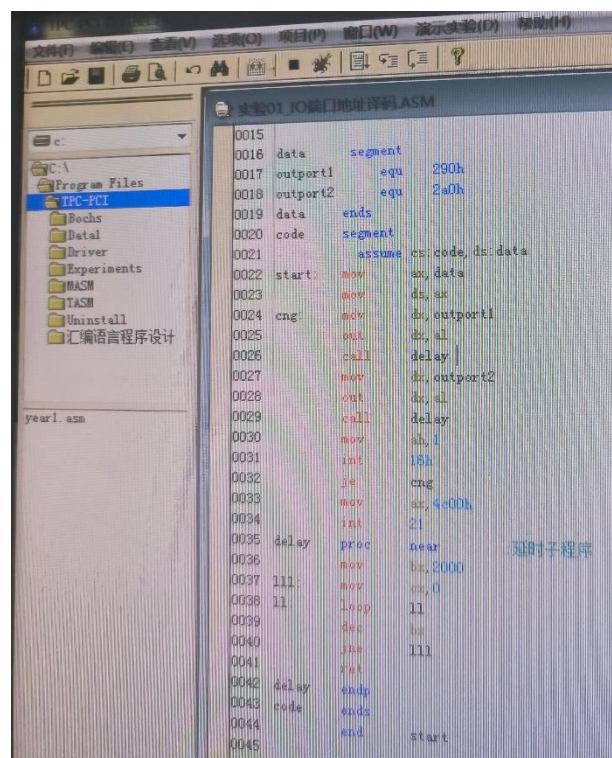 文件(F) 编辑(E) 查看(V) 选项(O) 项目(P) 窗口(W) 演示实验(D) 帮助(H)
实验01_IO端口地址译码.ASM
c:
C:\
Program Files
TPC-PCI
Bochs
Data1
Driver
Experiments
MASM
TASM
Uninstall
汇编语言程序设计
year1.asm
0015
0016 data segment
0017 outport1 equ 290h
0018 outport2 equ 2a0h
0019 data ends
0020 code segment
0021 assume cs:code,ds:data
0022 start: mov ax,data
0023 mov ds,ax
0024 cng: mov dx,outport1
0025 out dx,al
0026 call delay
0027 mov dx,outport2
0028 out dx,al
0029 call delay
0030 mov ah,1
0031 int 16h
0032 je cng
0033 mov ax,4c00h
0034 int 21
0035 delay proc near ;延时子程序
0036 mov bx,2000
0037 lll: mov cx,0
0038 ll: loop ll
0039 dec bx
0040 jne lll
0041 ret
0042 delay endp
0043 code ends
0044 end start
0045